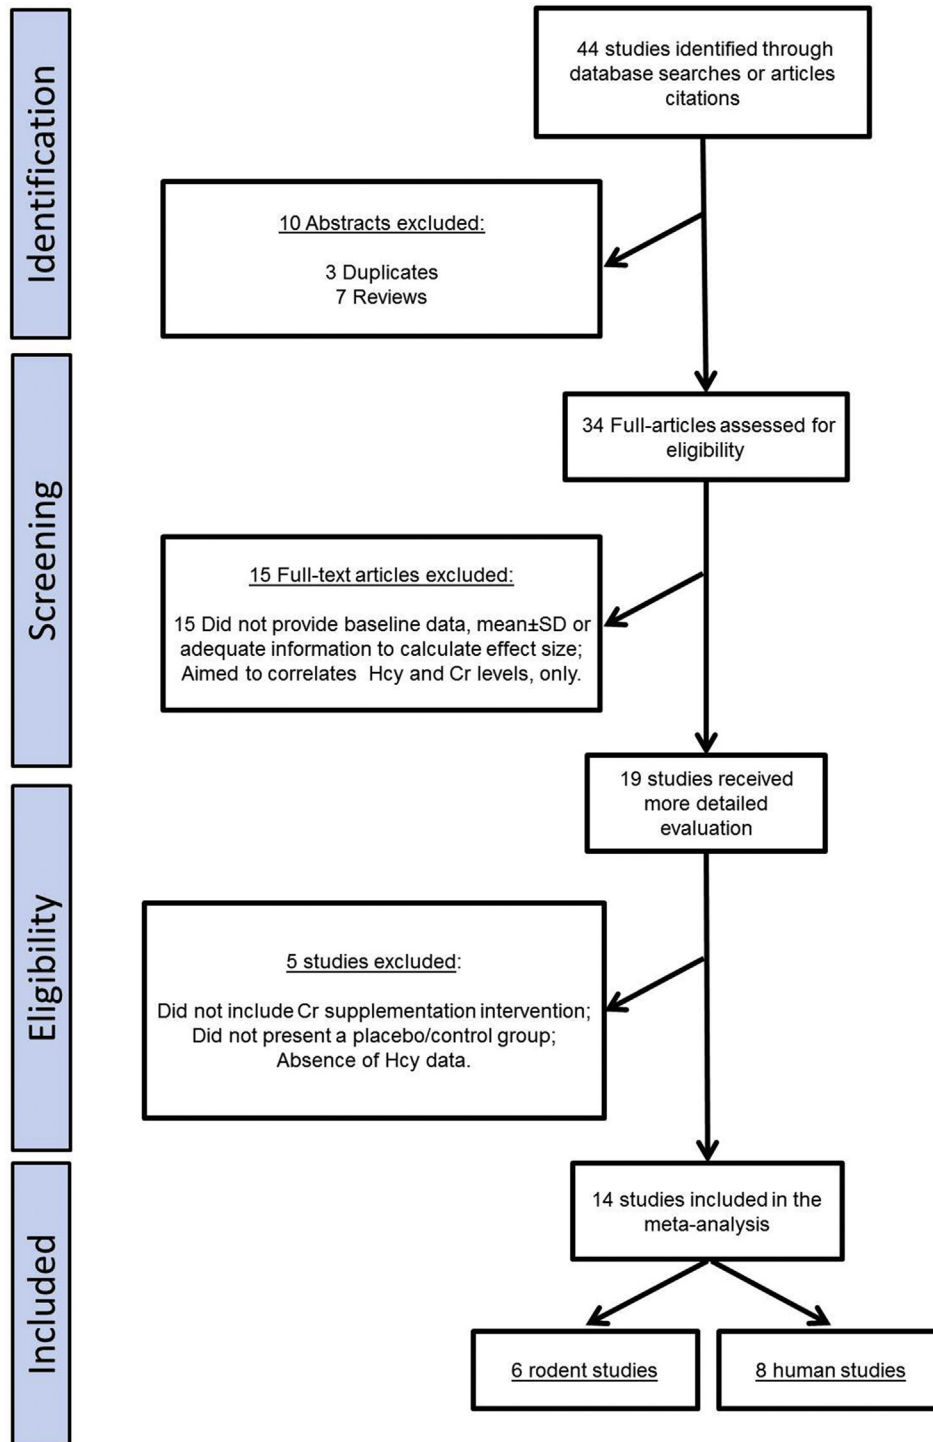 Identification
44 studies identified through
database searches or articles
citations
10 Abstracts excluded:
3 Duplicates
7 Reviews
Screening
34 Full-articles assessed for
eligibility
15 Full-text articles excluded:
15 Did not provide baseline data, mean±SD or
adequate information to calculate effect size;
Aimed to correlates Hcy and Cr levels, only.
Eligibility
19 studies received
more detailed
evaluation
5 studies excluded:
Did not include Cr supplementation intervention;
Did not present a placebo/control group;
Absence of Hcy data.
Included
14 studies included in the
meta-analysis
6 rodent studies
8 human studies